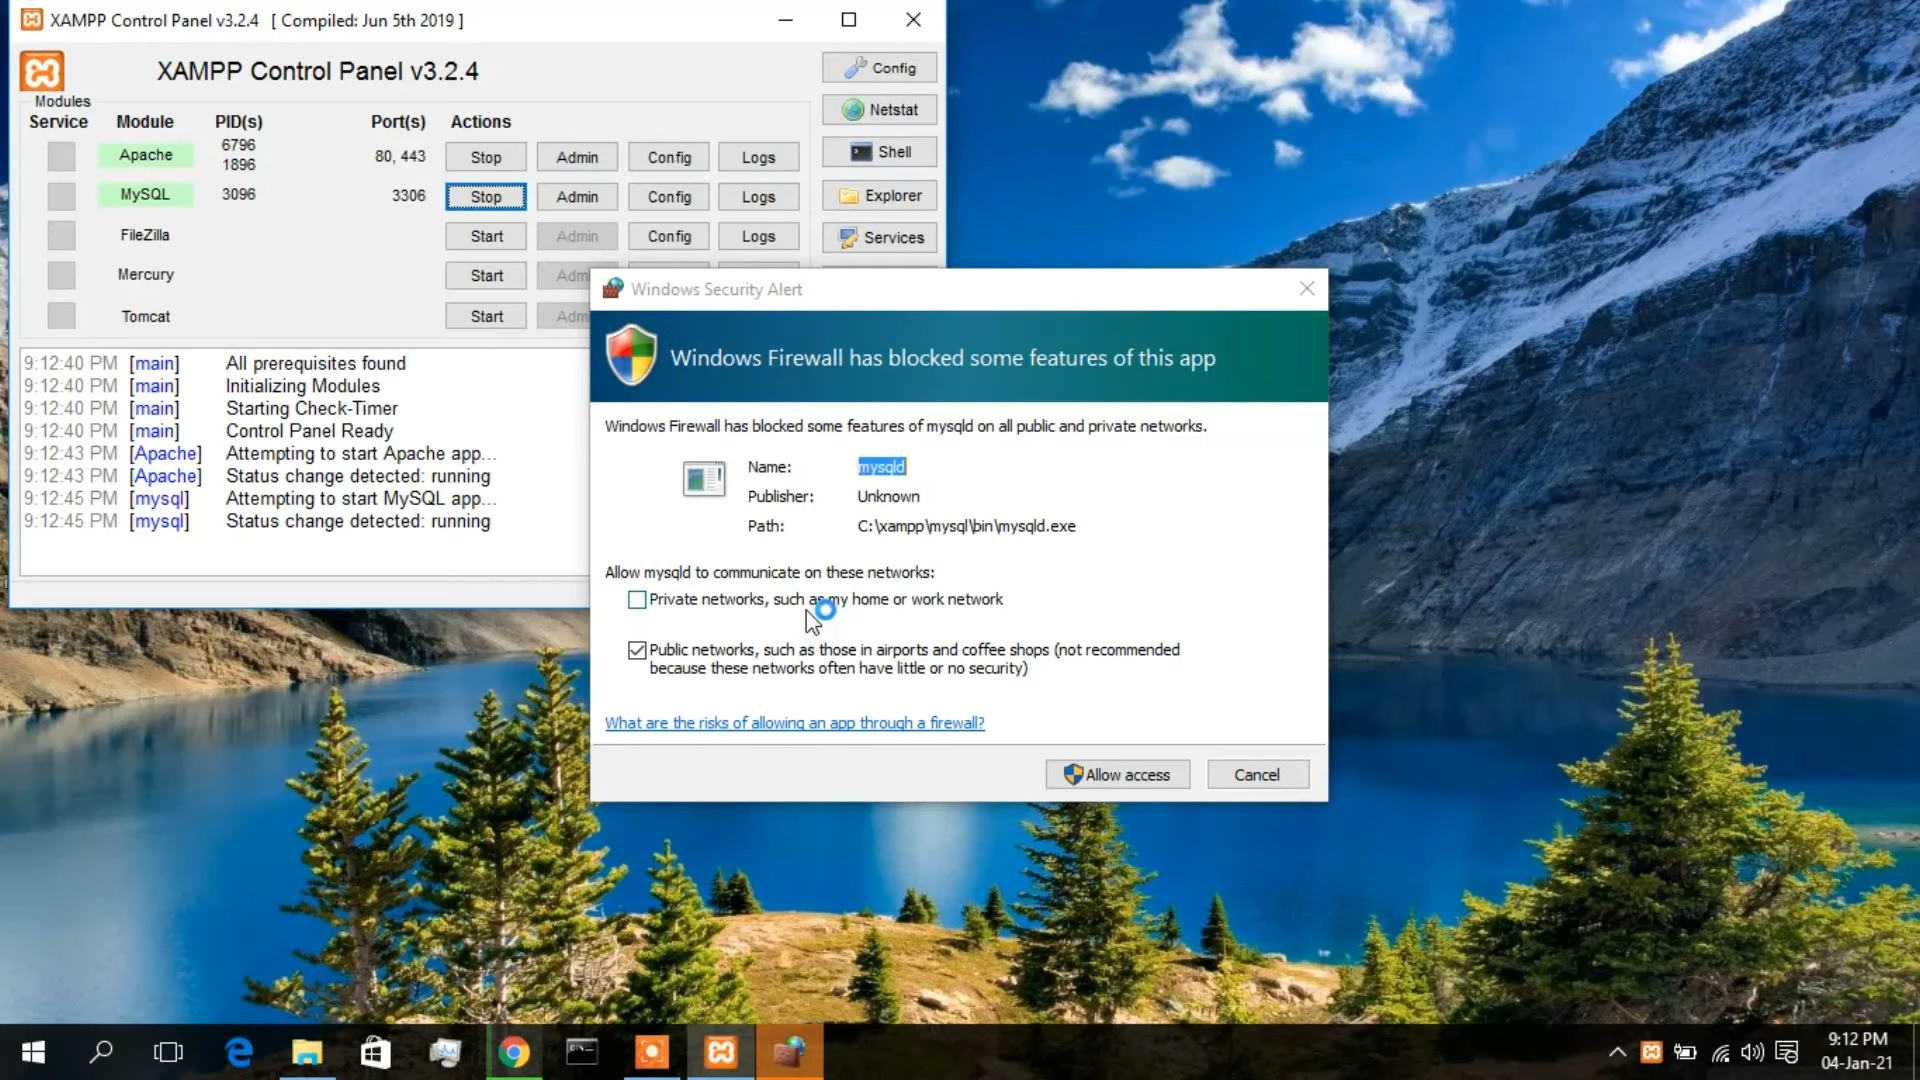 XAMPP Control Panel v3.2.4 [ Compiled: Jun 5th 2019 ]
XAMPP Control Panel v3.2.4
Config
Modules
Service Module PID(s) Port(s) Actions
Netstat
Apache 6796 1896 80, 443 Stop Admin Config Logs
Shell
MySQL 3096 3306 Stop Admin Config Logs
Explorer
FileZilla Start Admin Config Logs
Services
Mercury Start Adm
Tomcat Start Adm
9:12:40 PM [main] All prerequisites found
9:12:40 PM [main] Initializing Modules
9:12:40 PM [main] Starting Check-Timer
9:12:40 PM [main] Control Panel Ready
9:12:43 PM [Apache] Attempting to start Apache app...
9:12:43 PM [Apache] Status change detected: running
9:12:45 PM [mysql] Attempting to start MySQL app...
9:12:45 PM [mysql] Status change detected: running
Windows Security Alert
Windows Firewall has blocked some features of this app
Windows Firewall has blocked some features of mysqld on all public and private networks.
Name: mysqld
Publisher: Unknown
Path: C:\xampp\mysql\bin\mysqld.exe
Allow mysqld to communicate on these networks:
Private networks, such as my home or work network
Public networks, such as those in airports and coffee shops (not recommended
because these networks often have little or no security)
What are the risks of allowing an app through a firewall?
Allow access Cancel
9:12 PM
04-Jan-21